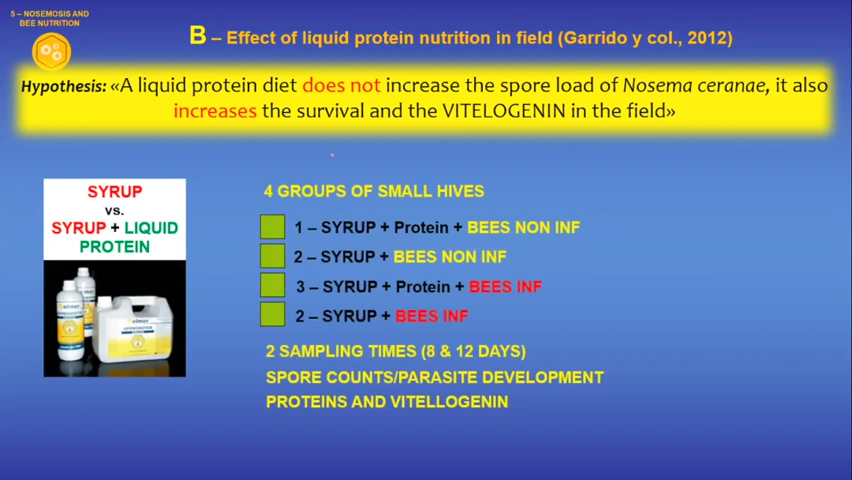 5 – NOSEMOSIS AND
BEE NUTRITION
B – Effect of liquid protein nutrition in field (Garrido y col., 2012)
Hypothesis: «A liquid protein diet does not increase the spore load of Nosema ceranae, it also
increases the survival and the VITELOGENIN in the field»
SYRUP
vs.
SYRUP + LIQUID
PROTEIN
4 GROUPS OF SMALL HIVES
1 – SYRUP + Protein + BEES NON INF
2 – SYRUP + BEES NON INF
3 – SYRUP + Protein + BEES INF
2 – SYRUP + BEES INF
2 SAMPLING TIMES (8 & 12 DAYS)
SPORE COUNTS/PARASITE DEVELOPMENT
PROTEINS AND VITELLOGENIN